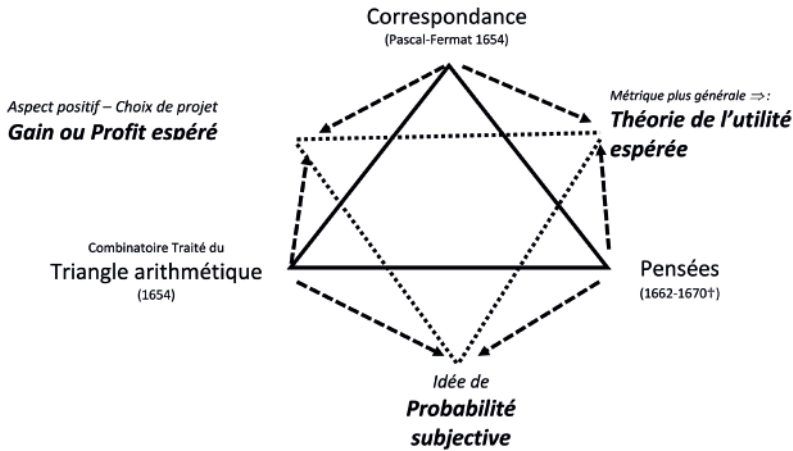 Correspondance
(Pascal-Fermat 1654)
Aspect positif – Choix de projet
Gain ou Profit espéré
Métrique plus générale ⇒ :
Théorie de l’utilité
espérée
Combinatoire Traité du
Triangle arithmétique
(1654)
Pensées
(1662-1670†)
Idée de
Probabilité
subjective